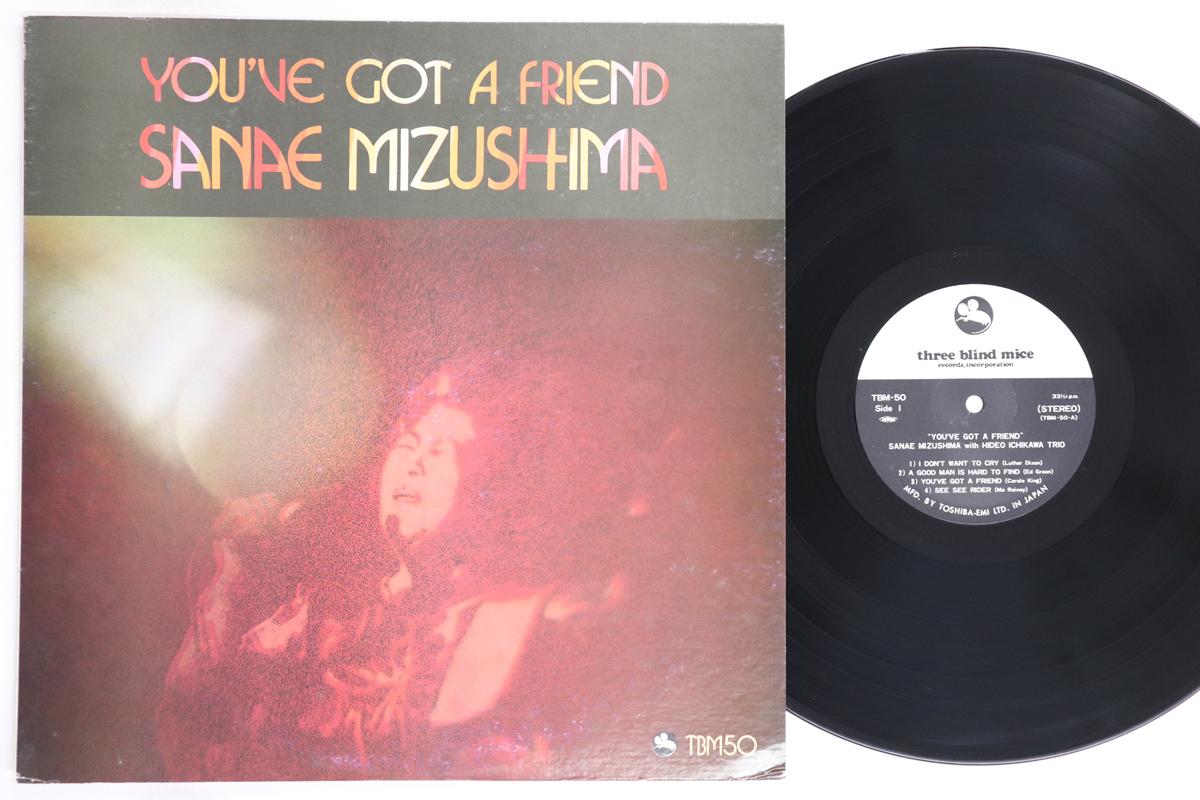 YOU'VE GOT A FRIEND
SANAE MIZUSHIMA
TBM50
three blind mice
records, incorporation
TBM-50
Side 1
33⅓r.p.m.
(STEREO)
(TBM-50-A)
"YOU'VE GOT A FRIEND"
SANAE MIZUSHIMA with HIDEO ICHIKAWA TRIO
1) I DON'T WANT TO CRY (Luther Dixon)
2) A GOOD MAN IS HARD TO FIND (Ed Green)
3) YOU'VE GOT A FRIEND (Carole King)
4) SEE SEE RIDER (Ma Rainey)
MFD. BY TOSHIBA-EMI LTD. IN JAPAN